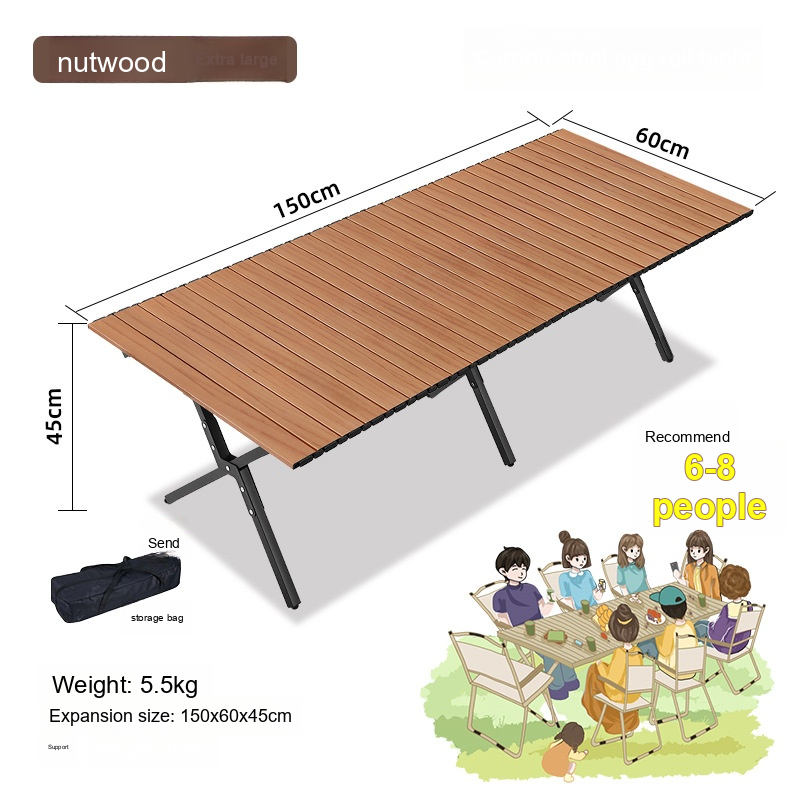 nutwood
Extra large
60cm
150cm
45cm
Recommend
6-8
people
Send
storage bag
Weight: 5.5kg
Expansion size: 150x60x45cm
Support